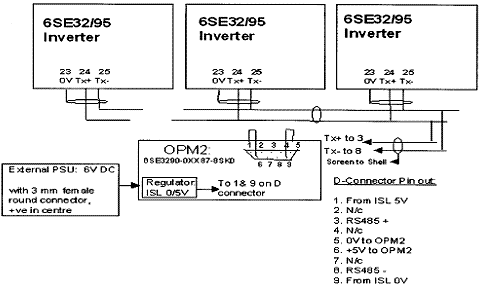 6SE32/95
Inverter
23 24 25
0V Tx+ Tx-
6SE32/95
Inverter
23 24 25
0V Tx+ Tx-
6SE32/95
Inverter
23 24 25
0V Tx+ Tx-
Tx+ to 3
Tx- to 8
Screen to Shell
OPM2:
6SE3290-0XX87-8SKD
1 2 3 4 5
6 7 8 9
External PSU: 6V DC
with 3 mm female
round connector,
+ve in centre
Regulator:
ISL 0/5V
To 1& 9 on D
connector
D-Connector Pin out:
1. From ISL 5V
2. N/c
3. RS485 +
4. N/c
5. 0V to OPM2
6. +5V to OPM2
7. N/c
8. RS485 -
9. From ISL 0V